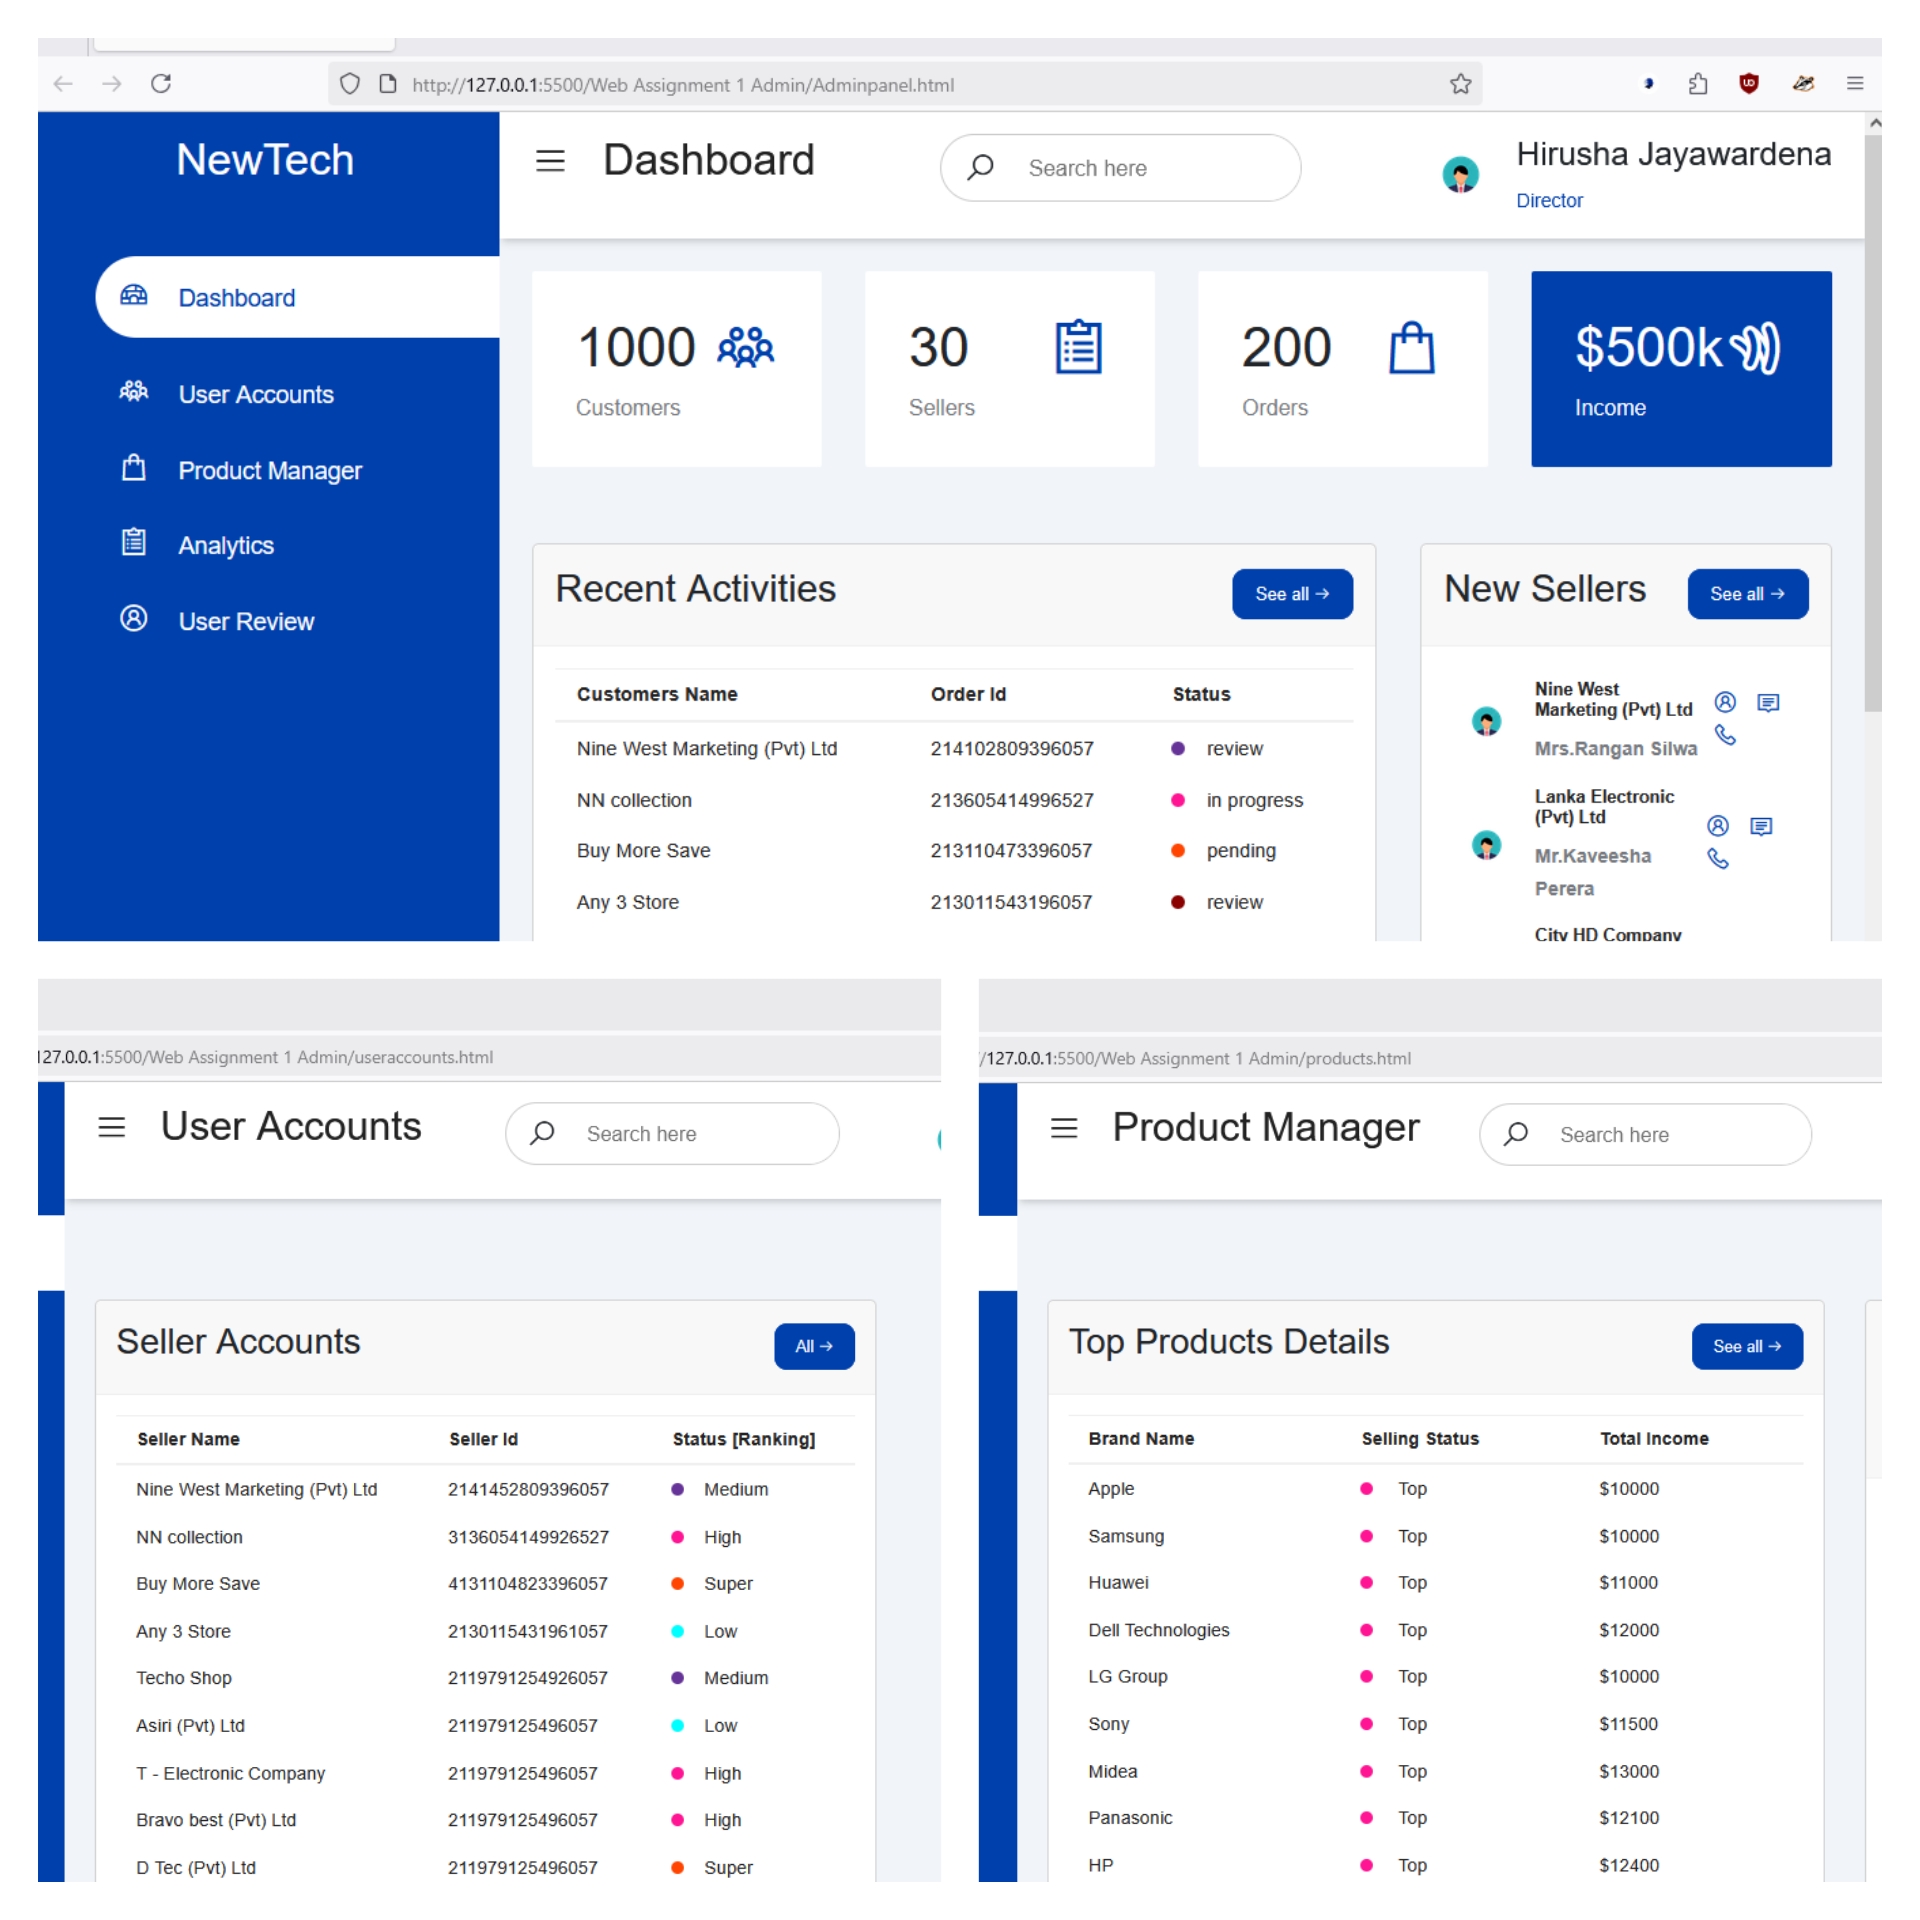 http://127.0.0.1:5500/Web Assignment 1 Admin/Adminpanel.html
NewTech
Dashboard
Search here
Hirusha Jayawardena
Director
Dashboard
User Accounts
Product Manager
Analytics
User Review
1000
Customers
30
Sellers
200
Orders
$500k
Income
Recent Activities
See all →
Customers Name Order Id Status
Nine West Marketing (Pvt) Ltd 214102809396057 review
NN collection 213605414996527 in progress
Buy More Save 213110473396057 pending
Any 3 Store 213011543196057 review
New Sellers
See all →
Nine West
Marketing (Pvt) Ltd
Mrs.Rangan Silwa
Lanka Electronic
(Pvt) Ltd
Mr.Kaveesha
Perera
City HD Company
127.0.0.1:5500/Web Assignment 1 Admin/useraccounts.html
User Accounts
Search here
Seller Accounts
All →
Seller Name Seller Id Status [Ranking]
Nine West Marketing (Pvt) Ltd 2141452809396057 Medium
NN collection 3136054149926527 High
Buy More Save 4131104823396057 Super
Any 3 Store 2130115431961057 Low
Techo Shop 2119791254926057 Medium
Asiri (Pvt) Ltd 211979125496057 Low
T - Electronic Company 211979125496057 High
Bravo best (Pvt) Ltd 211979125496057 High
D Tec (Pvt) Ltd 211979125496057 Super
/127.0.0.1:5500/Web Assignment 1 Admin/products.html
Product Manager
Search here
Top Products Details
See all →
Brand Name Selling Status Total Income
Apple Top $10000
Samsung Top $10000
Huawei Top $11000
Dell Technologies Top $12000
LG Group Top $10000
Sony Top $11500
Midea Top $13000
Panasonic Top $12100
HP Top $12400